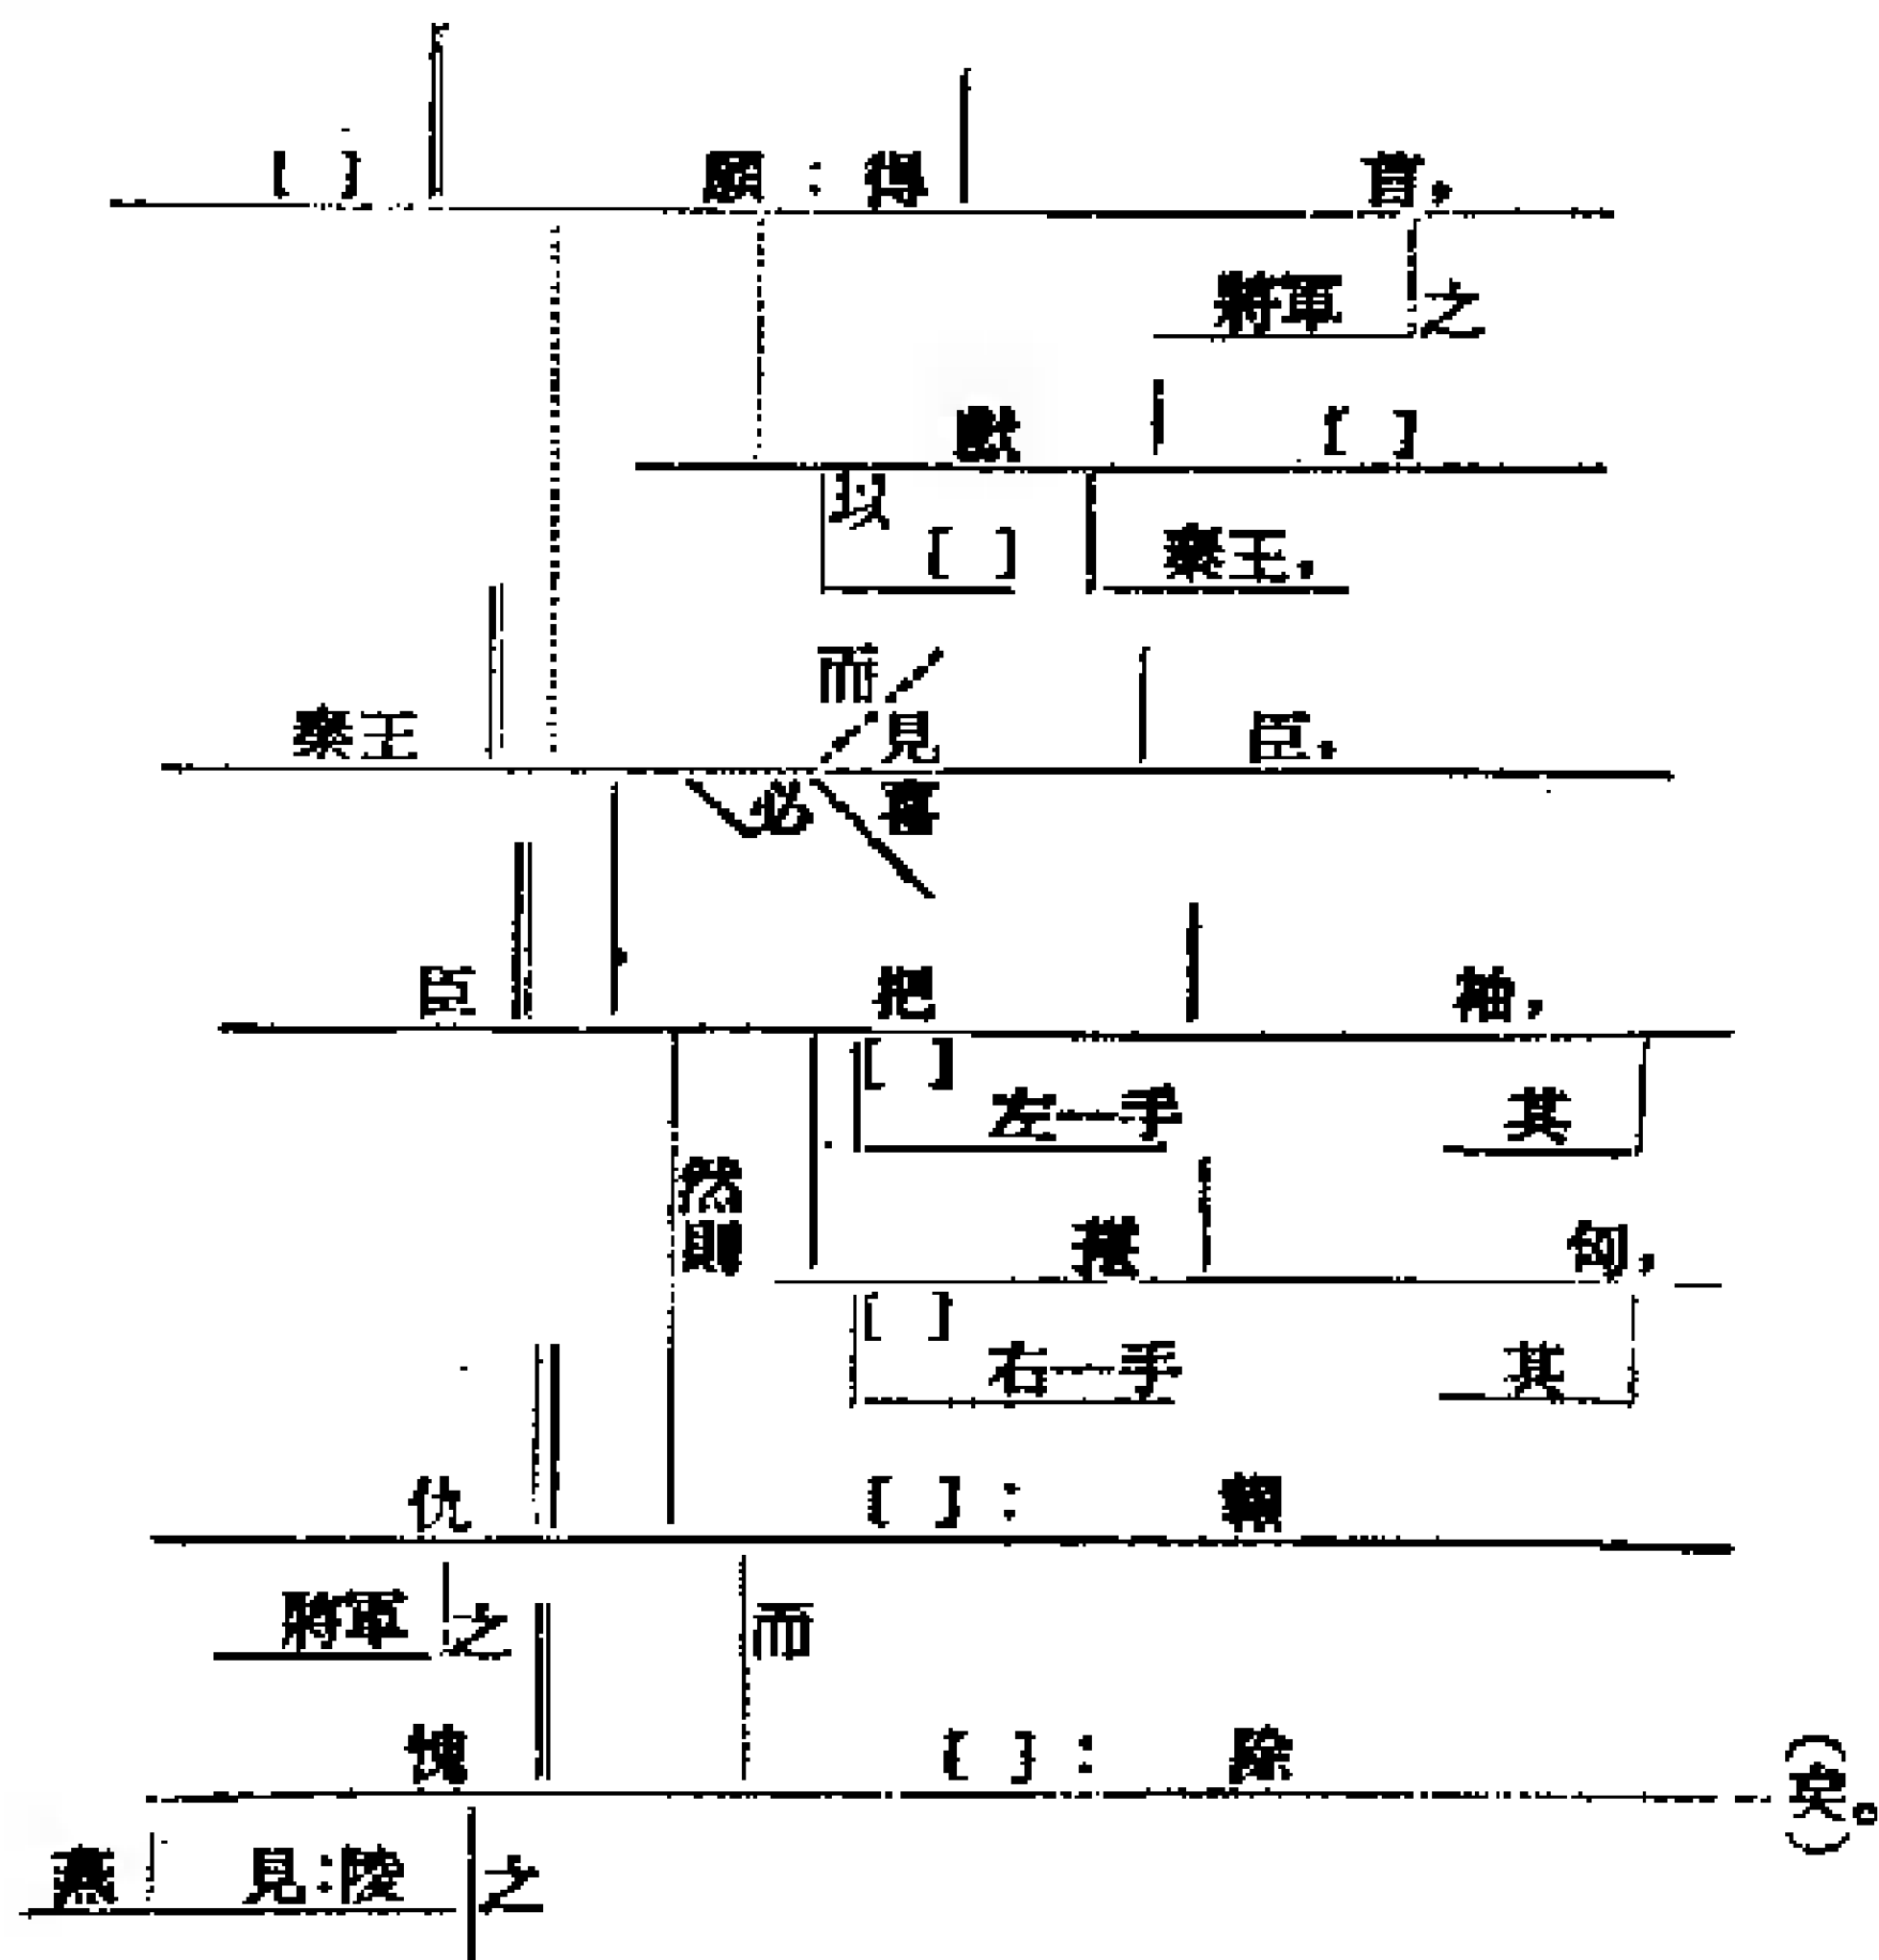 [ ] 願：得 首，
將軍 之
獻 [ ]
以
[ ] 秦王，
而
秦王 見 臣，
必 喜
臣 把 袖，
[ ]
左一手 其
然
則 揕 匈，
[ ]
右一手 其
仇 [ ]：報
將軍 之 而
愧 [ ]：除 （矣。）
燕 見：陵 之